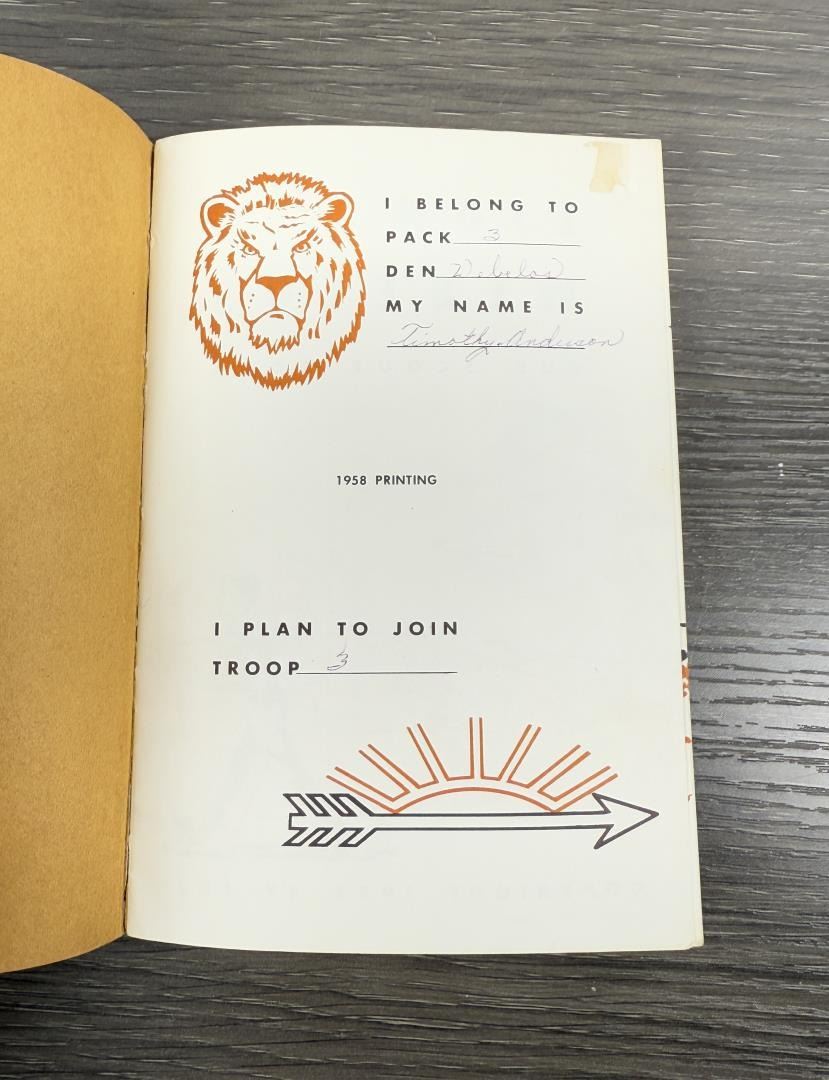 I BELONG TO
PACK 3
DEN Webelos
MY NAME IS
Timothy Anderson
1958 PRINTING
I PLAN TO JOIN
TROOP 3